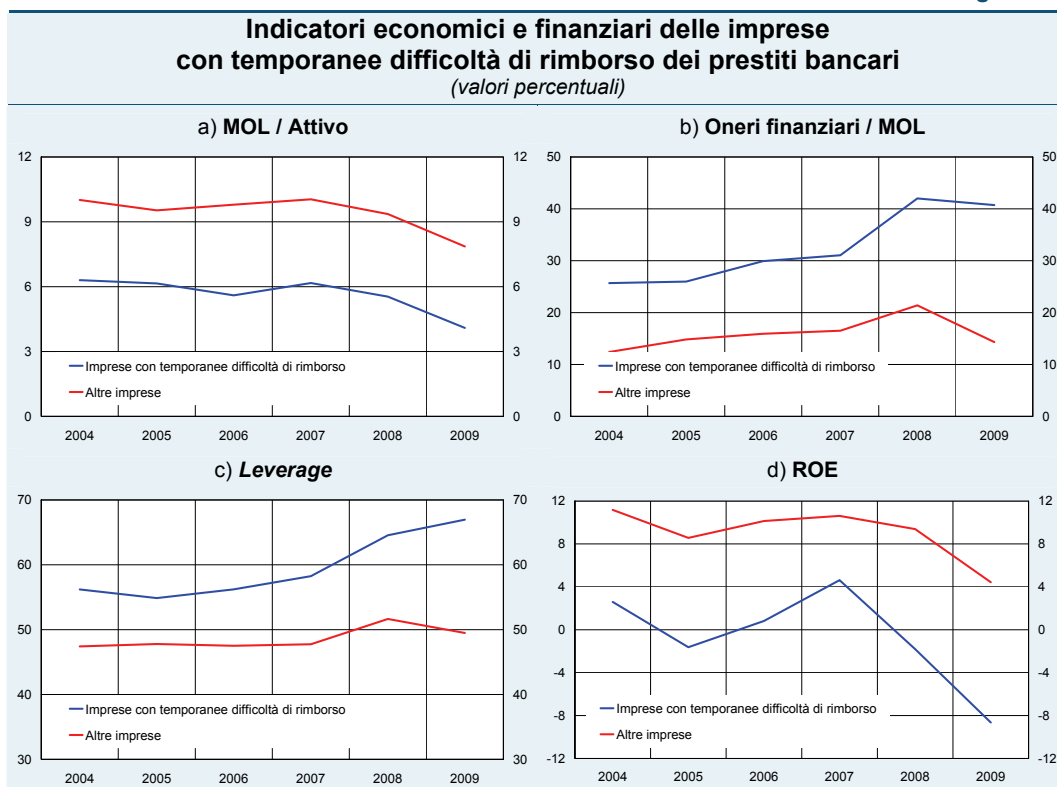 Indicatori economici e finanziari delle imprese
con temporanee difficoltà di rimborso dei prestiti bancari
(valori percentuali)
a) MOL / Attivo
12 12
9 9
6 6
3 3
0 0
Imprese con temporanee difficoltà di rimborso
Altre imprese
2004 2005 2006 2007 2008 2009
b) Oneri finanziari / MOL
50 50
40 40
30 30
20 20
10 10
0 0
Imprese con temporanee difficoltà di rimborso
Altre imprese
2004 2005 2006 2007 2008 2009
c) Leverage
70 70
60 60
50 50
40 40
30 30
Imprese con temporanee difficoltà di rimborso
Altre imprese
2004 2005 2006 2007 2008 2009
d) ROE
12 12
8 8
4 4
0 0
-4 -4
-8 -8
-12 -12
Imprese con temporanee difficoltà di rimborso
Altre imprese
2004 2005 2006 2007 2008 2009